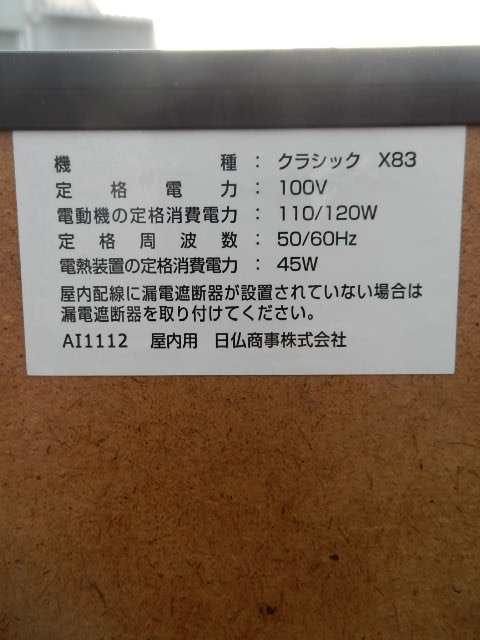 機種：クラシック X83
定格電力：100V
電動機の定格消費電力：110/120W
定格周波数：50/60Hz
電熱装置の定格消費電力：45W
屋内配線に漏電遮断器が設置されていない場合は
漏電遮断器を取り付けてください。
AI1112 屋内用 日仏商事株式会社